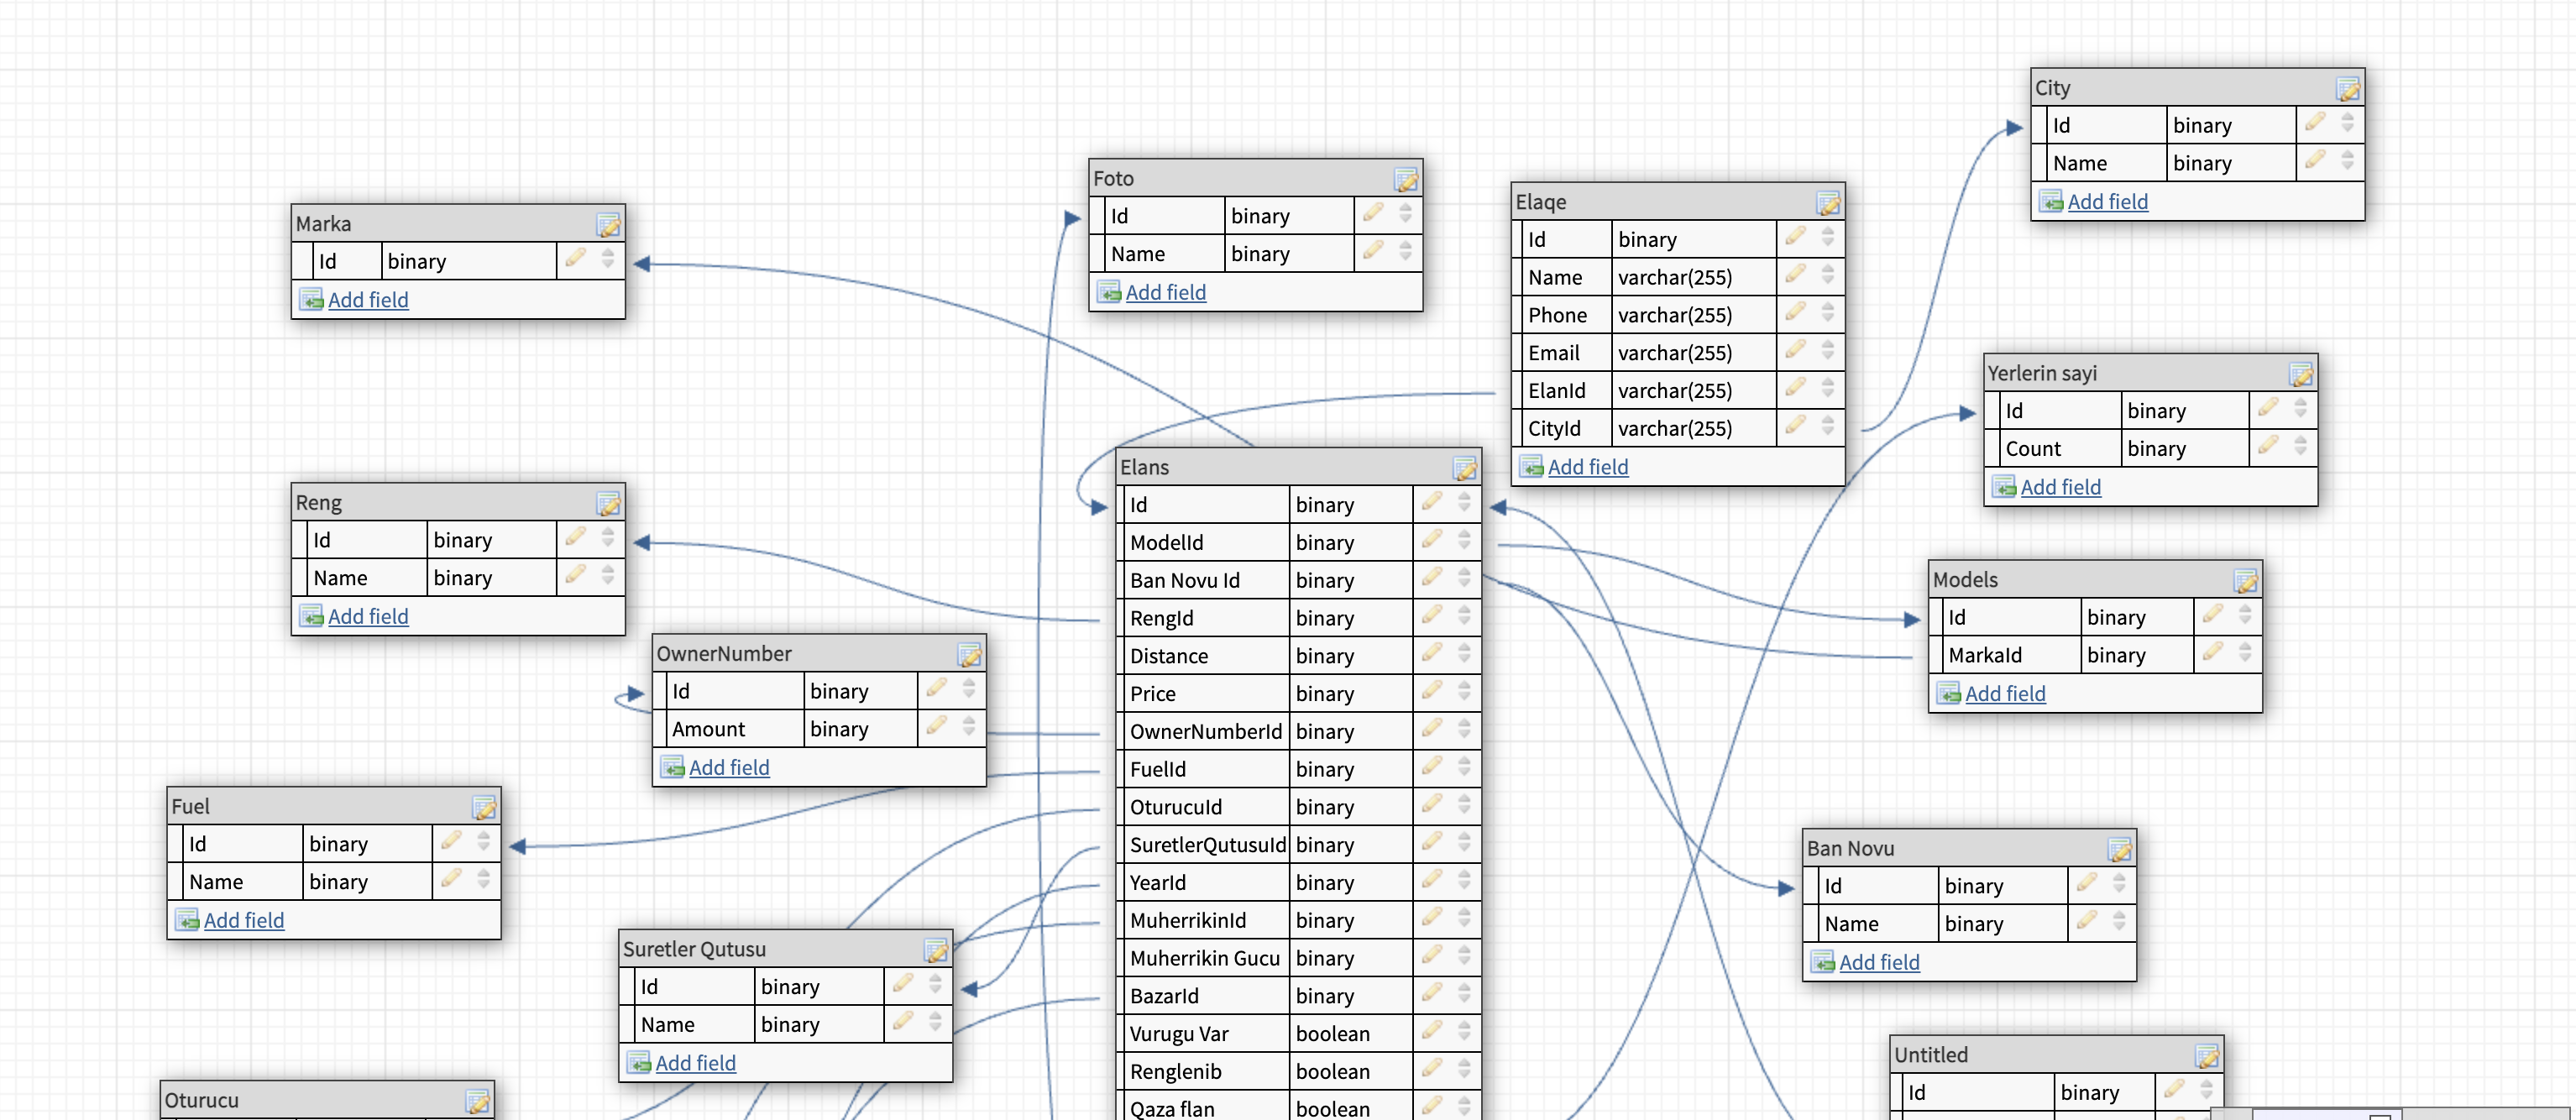 City
Id binary
Name binary
Add field
Foto
Id binary
Name binary
Add field
Elaqe
Id binary
Name varchar(255)
Phone varchar(255)
Email varchar(255)
ElanId varchar(255)
CityId varchar(255)
Add field
Marka
Id binary
Add field
Yerlerin sayi
Id binary
Count binary
Add field
Elans
Id binary
ModelId binary
Ban Novu Id binary
RengId binary
Distance binary
Price binary
OwnerNumberId binary
FuelId binary
OturucuId binary
SuretlerQutusuId binary
YearId binary
MuherrikinId binary
Muherrikin Gucu binary
BazarId binary
Vurugu Var boolean
Renglenib boolean
Qaza flan boolean
Reng
Id binary
Name binary
Add field
Models
Id binary
MarkaId binary
Add field
OwnerNumber
Id binary
Amount binary
Add field
Fuel
Id binary
Name binary
Add field
Ban Novu
Id binary
Name binary
Add field
Suretler Qutusu
Id binary
Name binary
Add field
Untitled
Id binary
Oturucu